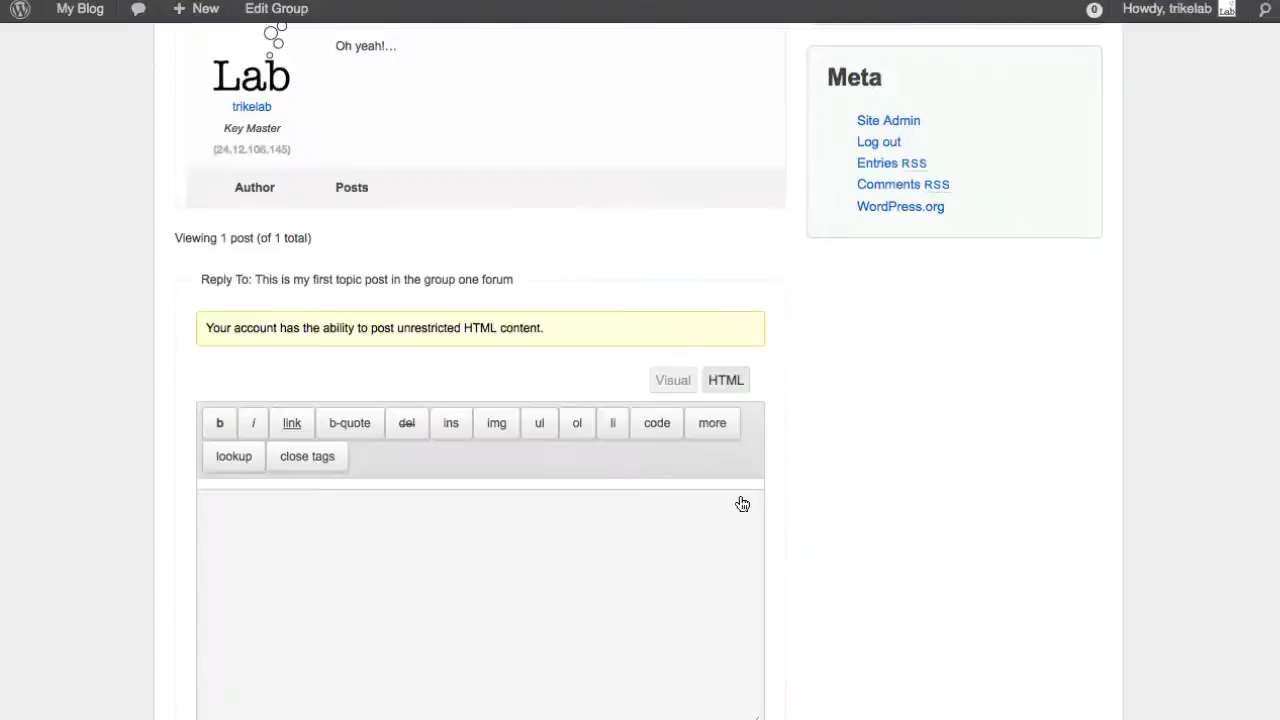 My Blog New Edit Group 0 Howdy, trikelab Lab
Oh yeah!...
Lab
trikelab
Key Master
(24.12.106.145)
Author Posts
Viewing 1 post (of 1 total)
Reply To: This is my first topic post in the group one forum
Your account has the ability to post unrestricted HTML content.
Visual HTML
b i link b-quote del ins img ul ol li code more
lookup close tags
Meta
Site Admin
Log out
Entries RSS
Comments RSS
WordPress.org